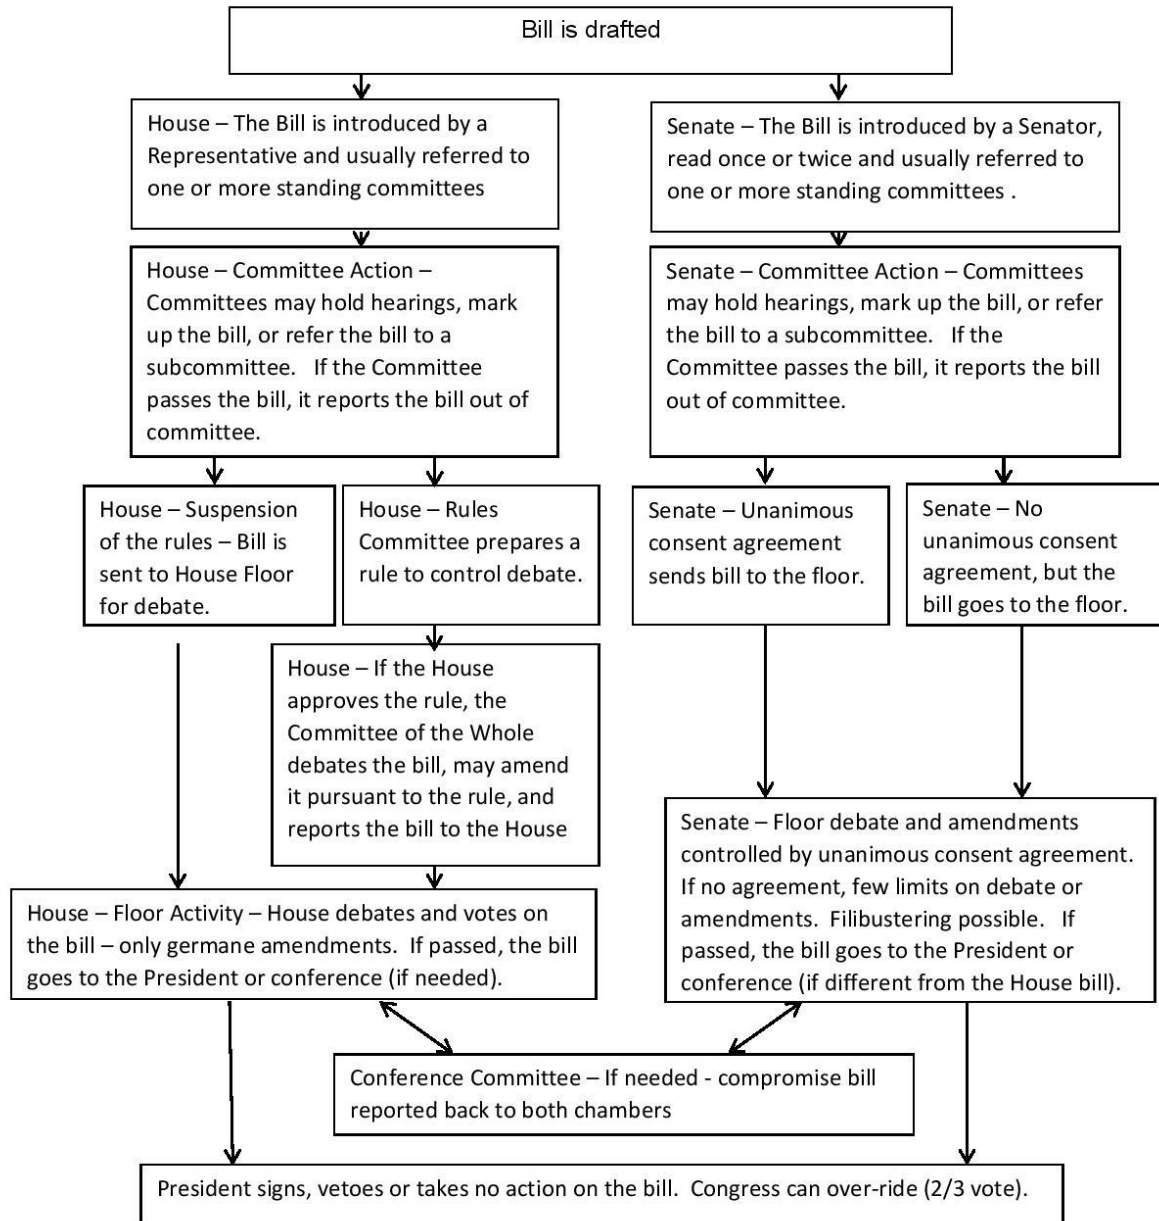 Bill is drafted
House – The Bill is introduced by a
Representative and usually referred to
one or more standing committees
Senate – The Bill is introduced by a Senator,
read once or twice and usually referred to
one or more standing committees .
House – Committee Action –
Committees may hold hearings, mark
up the bill, or refer the bill to a
subcommittee.   If the Committee
passes the bill, it reports the bill out of
committee.
Senate – Committee Action – Committees
may hold hearings, mark up the bill, or refer
the bill to a subcommittee.   If the
Committee passes the bill, it reports the bill
out of committee.
House – Suspension
of the rules – Bill is
sent to House Floor
for debate.
House – Rules
Committee prepares a
rule to control debate.
Senate – Unanimous
consent agreement
sends bill to the floor.
Senate – No
unanimous consent
agreement, but the
bill goes to the floor.
House – If the House
approves the rule, the
Committee of the Whole
debates the bill, may amend
it pursuant to the rule, and
reports the bill to the House
Senate – Floor debate and amendments
controlled by unanimous consent agreement.
If no agreement, few limits on debate or
amendments.  Filibustering possible.   If
passed, the bill goes to the President or
conference (if different from the House bill).
House – Floor Activity – House debates and votes on
the bill – only germane amendments.  If passed, the bill
goes to the President or conference (if needed).
Conference Committee – If needed - compromise bill
reported back to both chambers
President signs, vetoes or takes no action on the bill.  Congress can over-ride (2/3 vote).